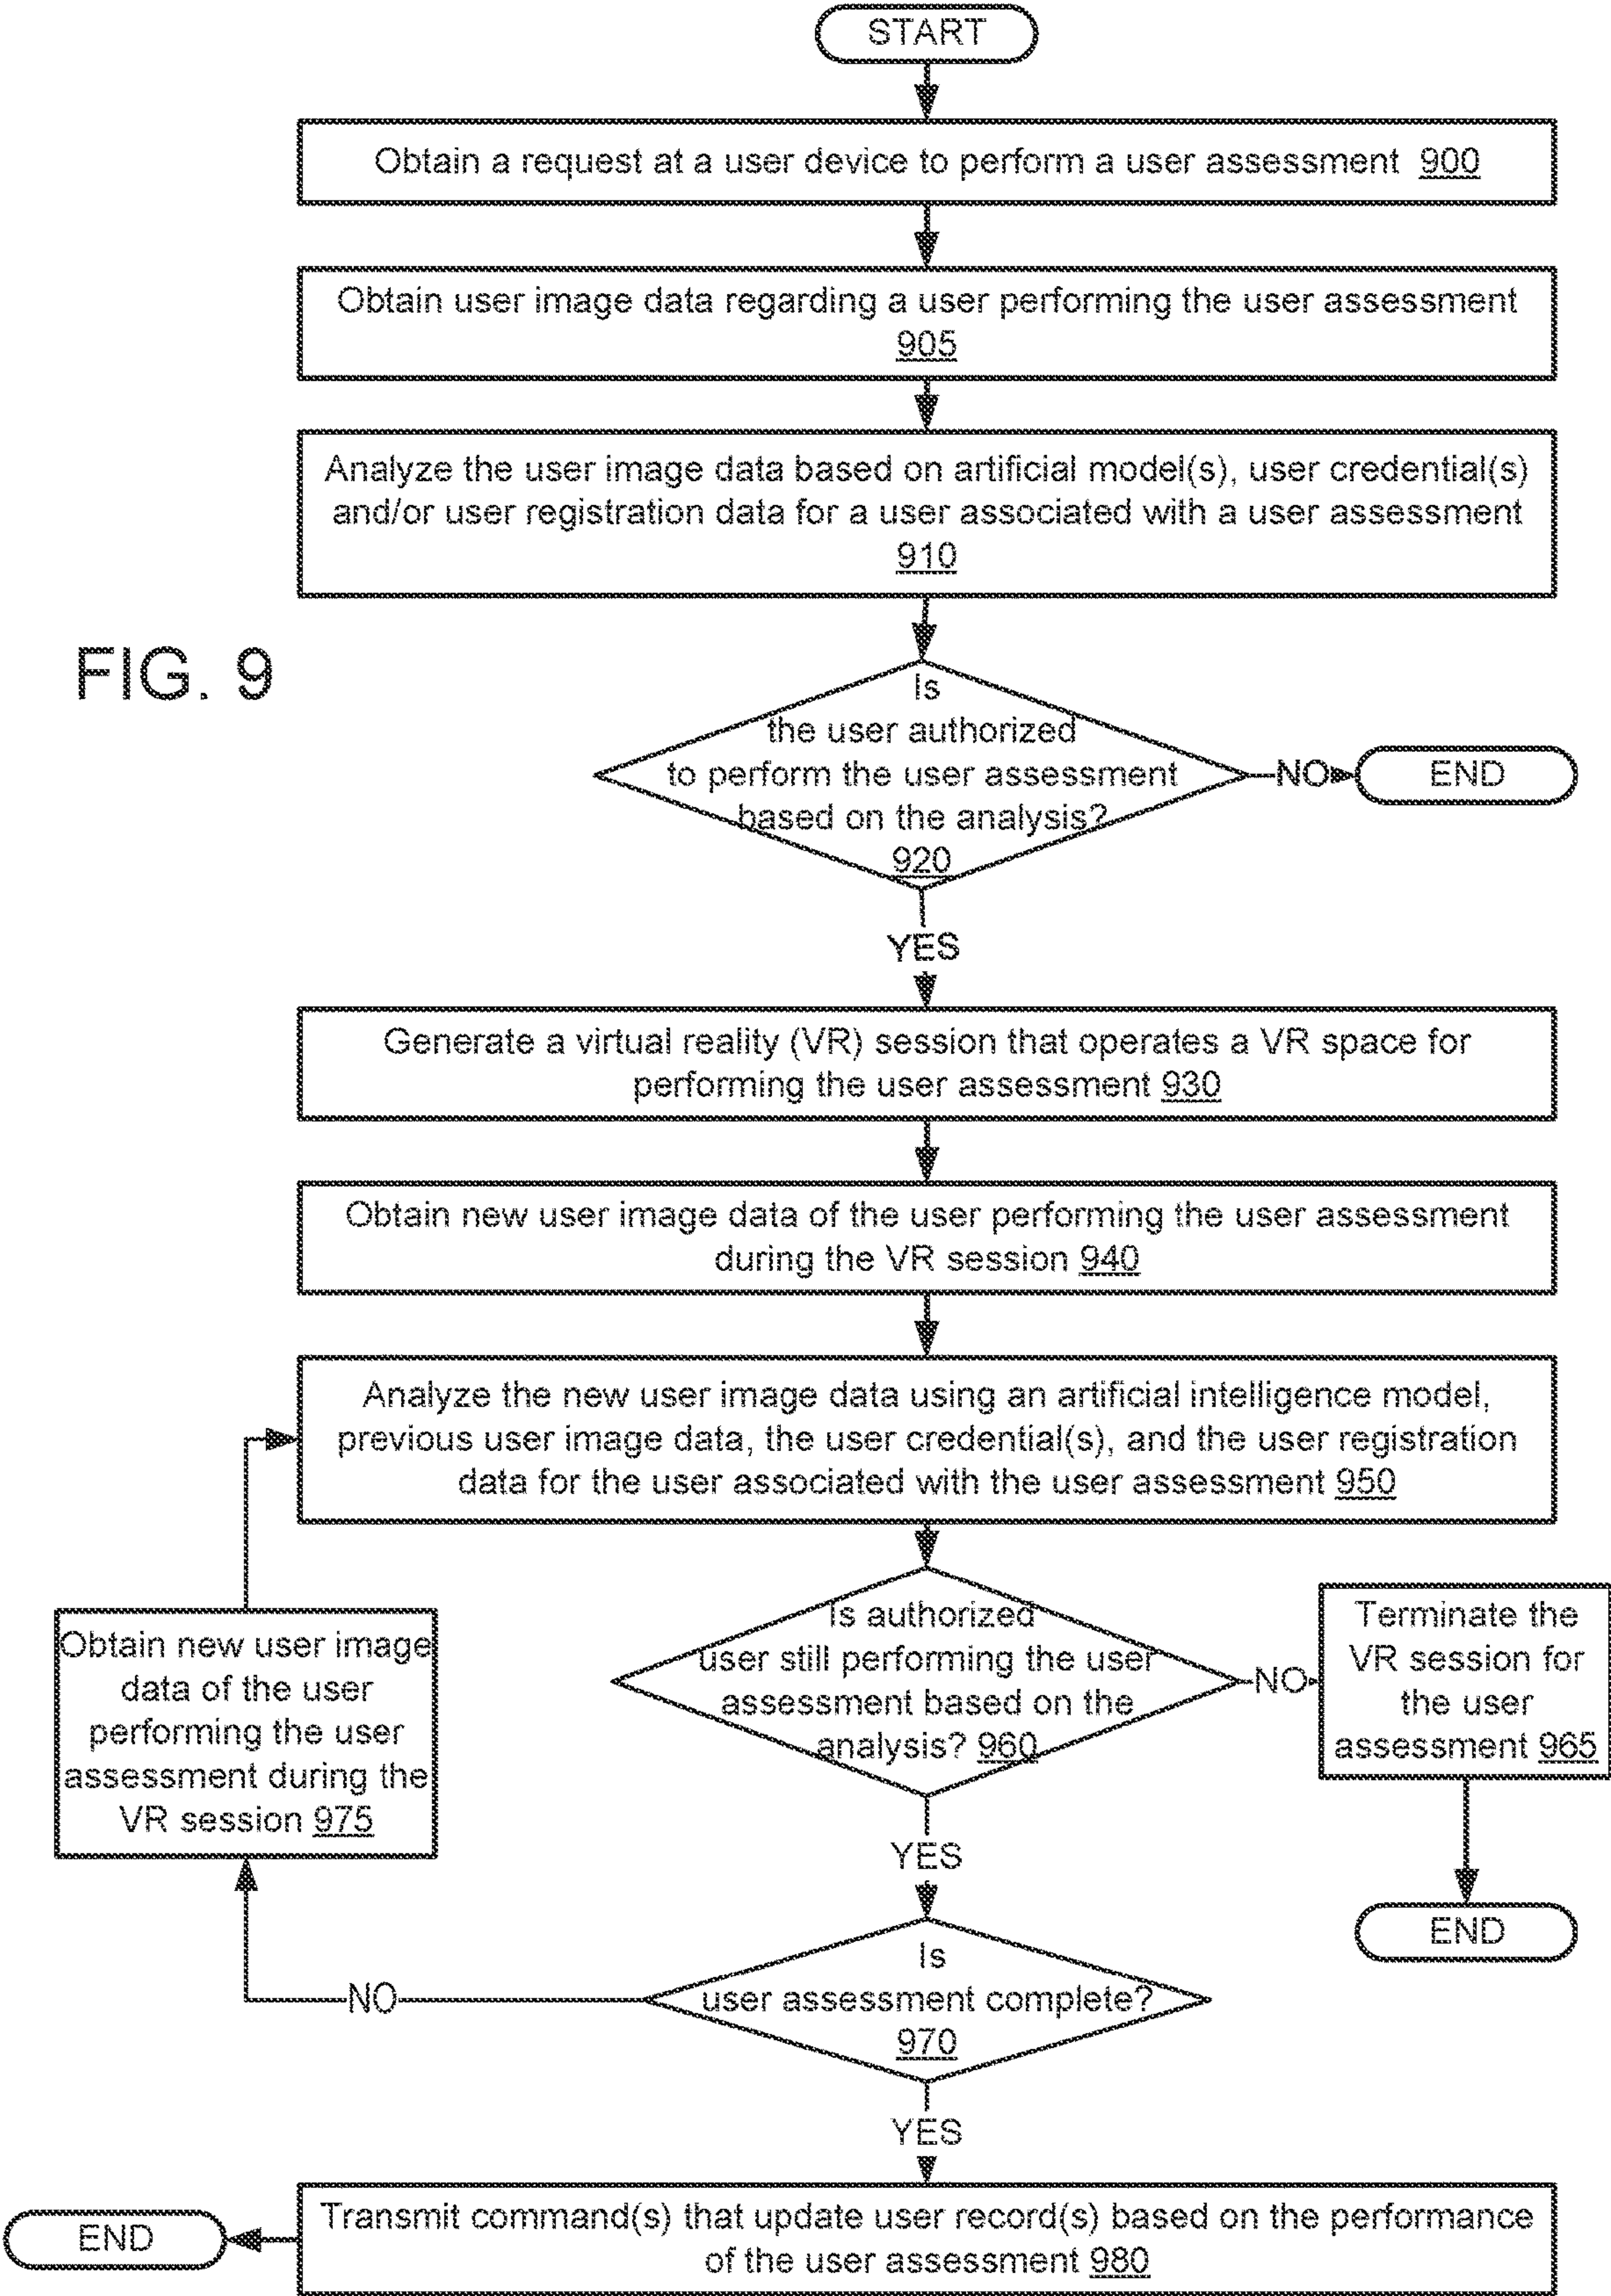 START
Obtain a request at a user device to perform a user assessment 900
Obtain user image data regarding a user performing the user assessment
905
Analyze the user image data based on artificial model(s), user credential(s)
and/or user registration data for a user associated with a user assessment
910
FIG. 9
Is
the user authorized
to perform the user assessment
based on the analysis?
920
NO
END
YES
Generate a virtual reality (VR) session that operates a VR space for
performing the user assessment 930
Obtain new user image data of the user performing the user assessment
during the VR session 940
Analyze the new user image data using an artificial intelligence model,
previous user image data, the user credential(s), and the user registration
data for the user associated with the user assessment 950
Is authorized
user still performing the user
assessment based on the
analysis? 960
NO
Terminate the
VR session for
the user
assessment 965
END
Obtain new user image
data of the user
performing the user
assessment during the
VR session 975
YES
Is
user assessment complete?
970
NO
YES
Transmit command(s) that update user record(s) based on the performance
of the user assessment 980
END